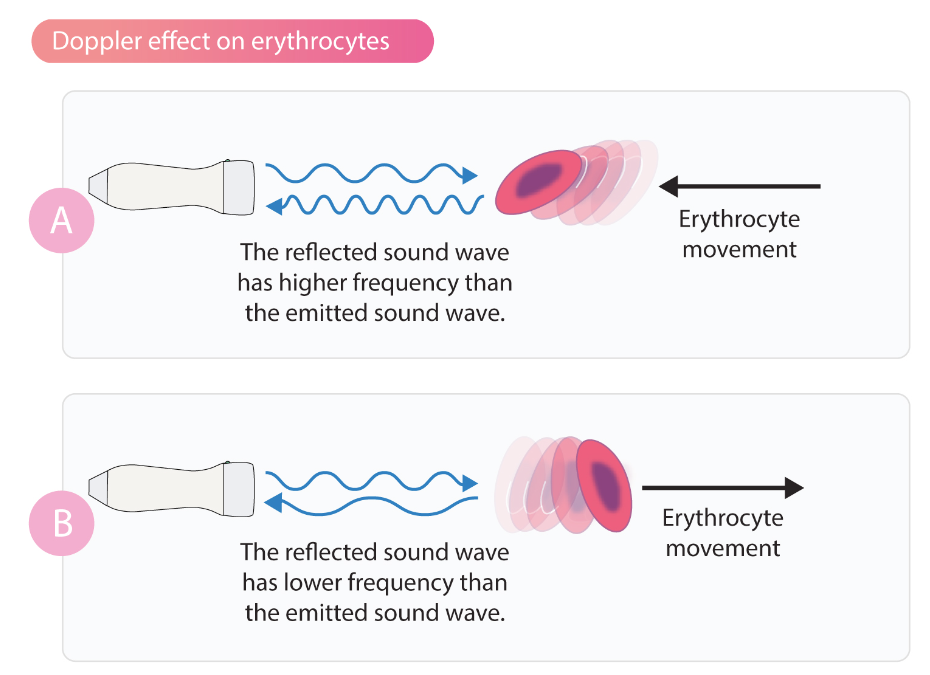 Doppler effect on erythrocytes
A
Erythrocyte
movement
The reflected sound wave
has higher frequency than
the emitted sound wave.
B
Erythrocyte
movement
The reflected sound wave
has lower frequency than
the emitted sound wave.